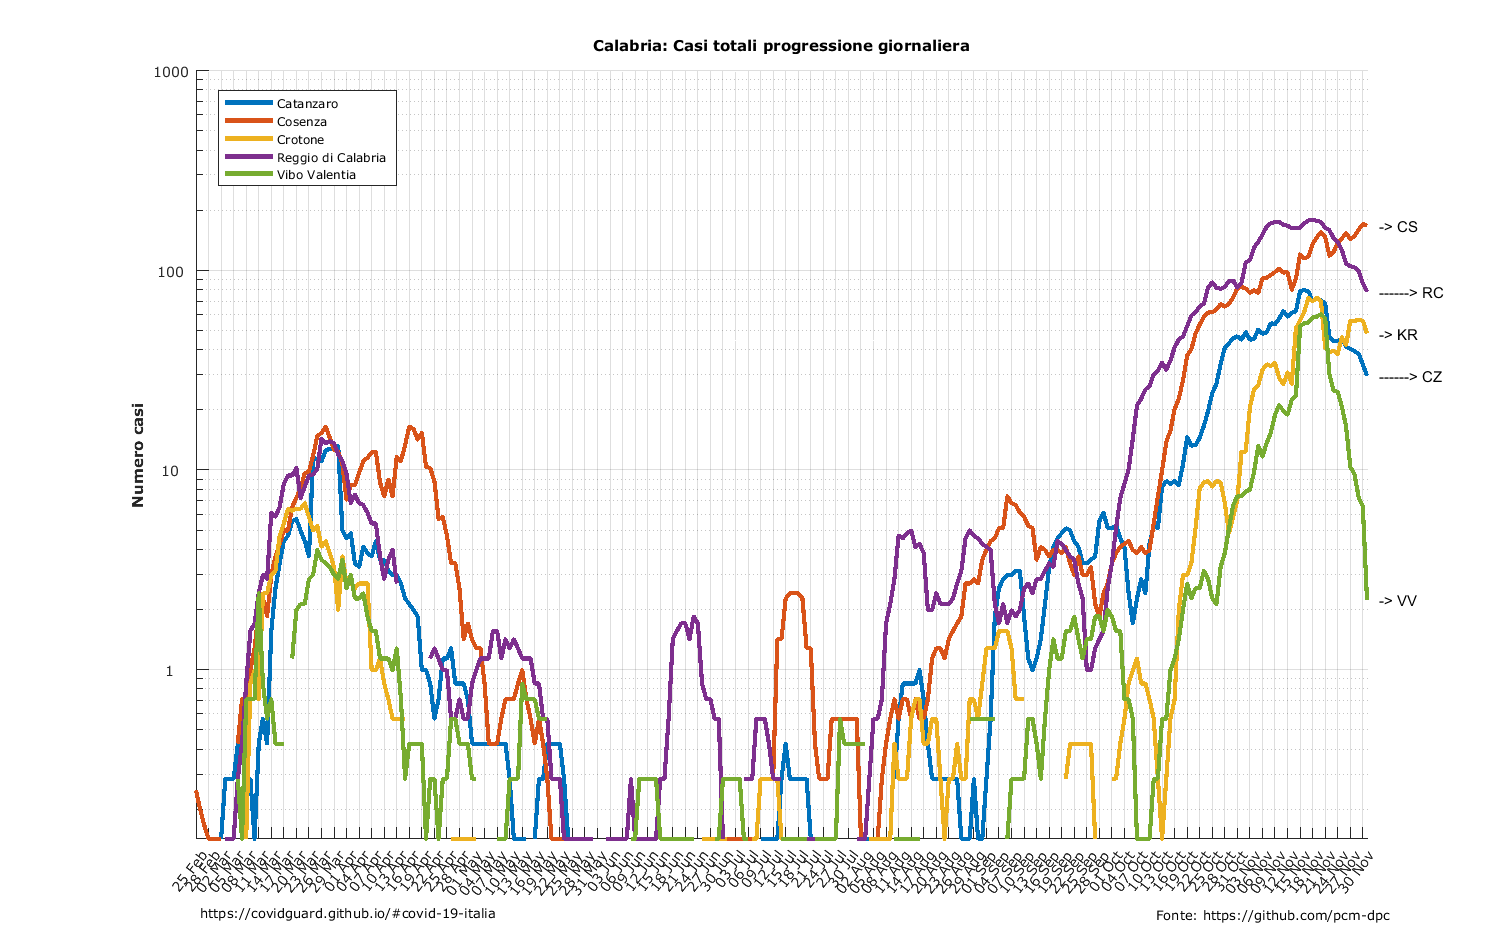 Calabria: Casi totali progressione giornaliera
1000
100
10
1
Numero casi
Catanzaro
Cosenza
Crotone
Reggio di Calabria
Vibo Valentia
-> CS
------> RC
-> KR
------> CZ
-> VV
25 Feb
28 Feb
02 Mar
05 Mar
08 Mar
11 Mar
14 Mar
17 Mar
20 Mar
23 Mar
26 Mar
29 Mar
01 Apr
04 Apr
07 Apr
10 Apr
13 Apr
16 Apr
19 Apr
22 Apr
25 Apr
28 Apr
01 May
04 May
07 May
10 May
13 May
16 May
19 May
22 May
25 May
28 May
31 May
03 Jun
06 Jun
09 Jun
12 Jun
15 Jun
18 Jun
21 Jun
24 Jun
27 Jun
30 Jun
03 Jul
06 Jul
09 Jul
12 Jul
15 Jul
18 Jul
21 Jul
24 Jul
27 Jul
30 Jul
02 Aug
05 Aug
08 Aug
11 Aug
14 Aug
17 Aug
20 Aug
23 Aug
26 Aug
29 Aug
01 Sep
04 Sep
07 Sep
10 Sep
13 Sep
16 Sep
19 Sep
22 Sep
25 Sep
28 Sep
01 Oct
04 Oct
07 Oct
10 Oct
13 Oct
16 Oct
19 Oct
22 Oct
25 Oct
28 Oct
31 Oct
03 Nov
06 Nov
09 Nov
12 Nov
15 Nov
18 Nov
21 Nov
24 Nov
27 Nov
30 Nov
https://covidguard.github.io/#covid-19-italia
Fonte: https://github.com/pcm-dpc